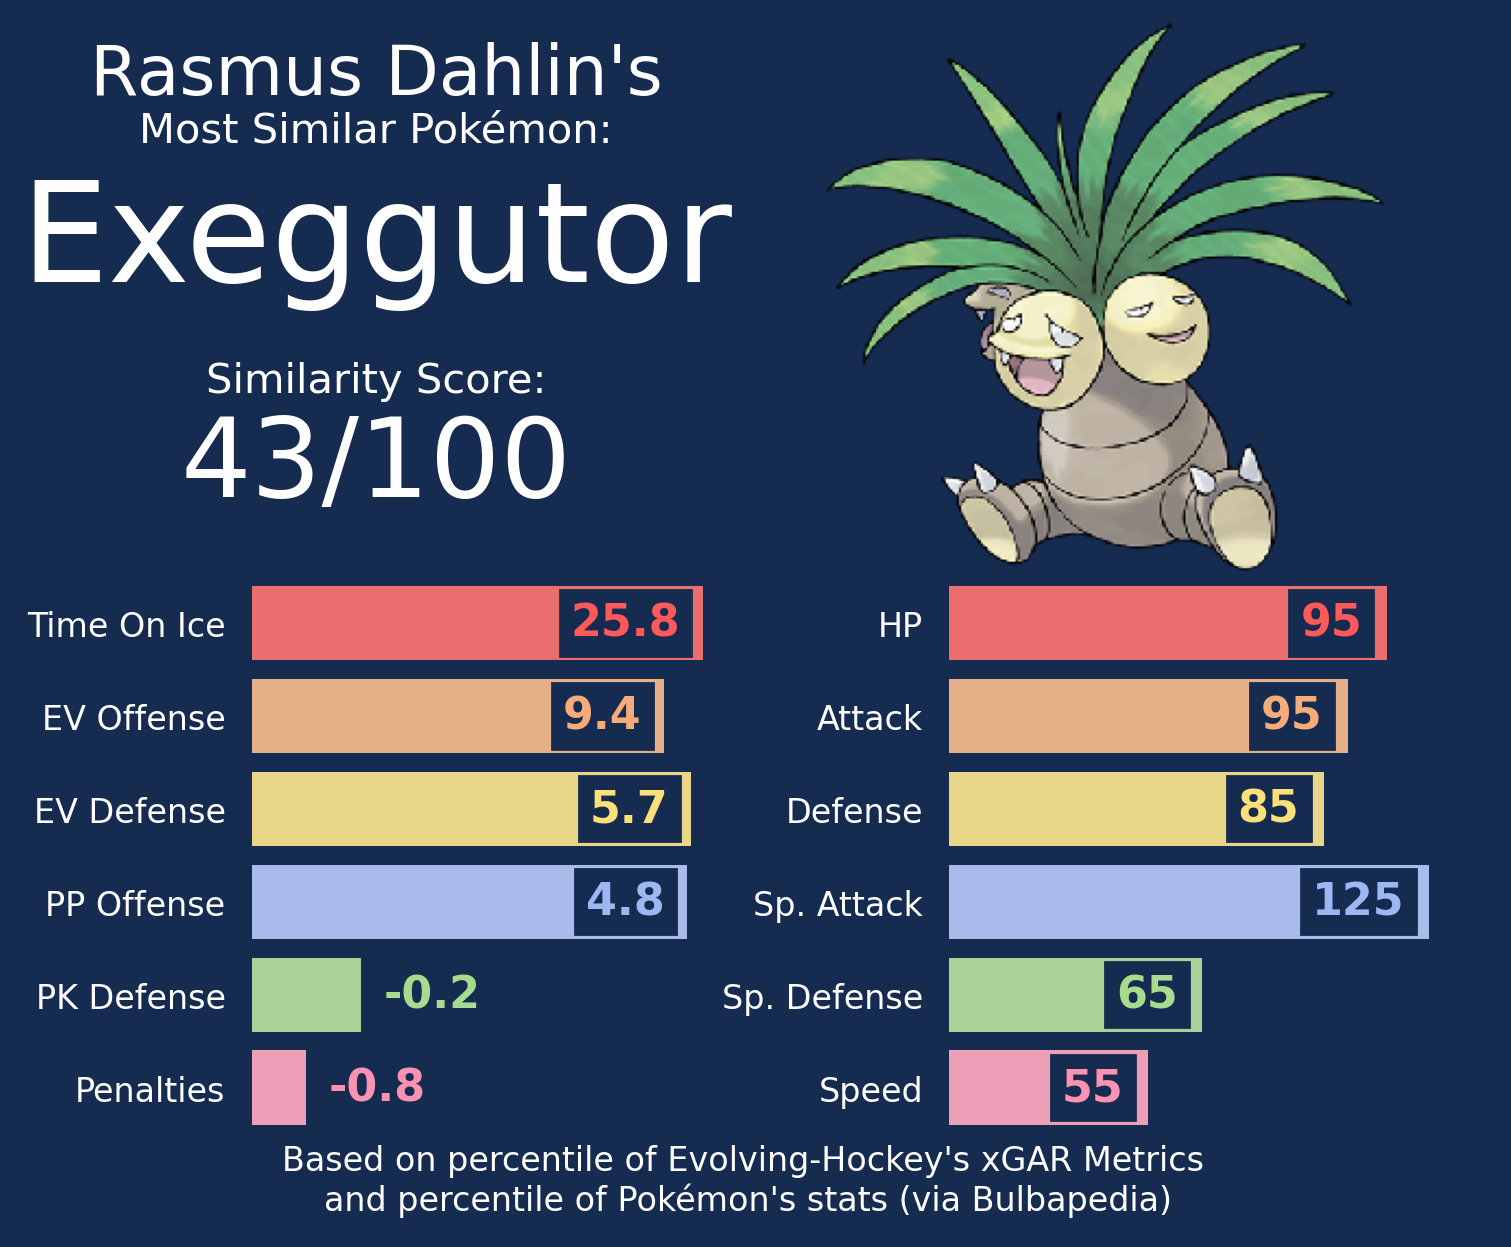 Rasmus Dahlin's
Most Similar Pokémon:
Exeggutor
Similarity Score:
43/100
Time On Ice 25.8
EV Offense 9.4
EV Defense 5.7
PP Offense 4.8
PK Defense -0.2
Penalties -0.8
HP 95
Attack 95
Defense 85
Sp. Attack 125
Sp. Defense 65
Speed 55
Based on percentile of Evolving-Hockey's xGAR Metrics
and percentile of Pokémon's stats (via Bulbapedia)